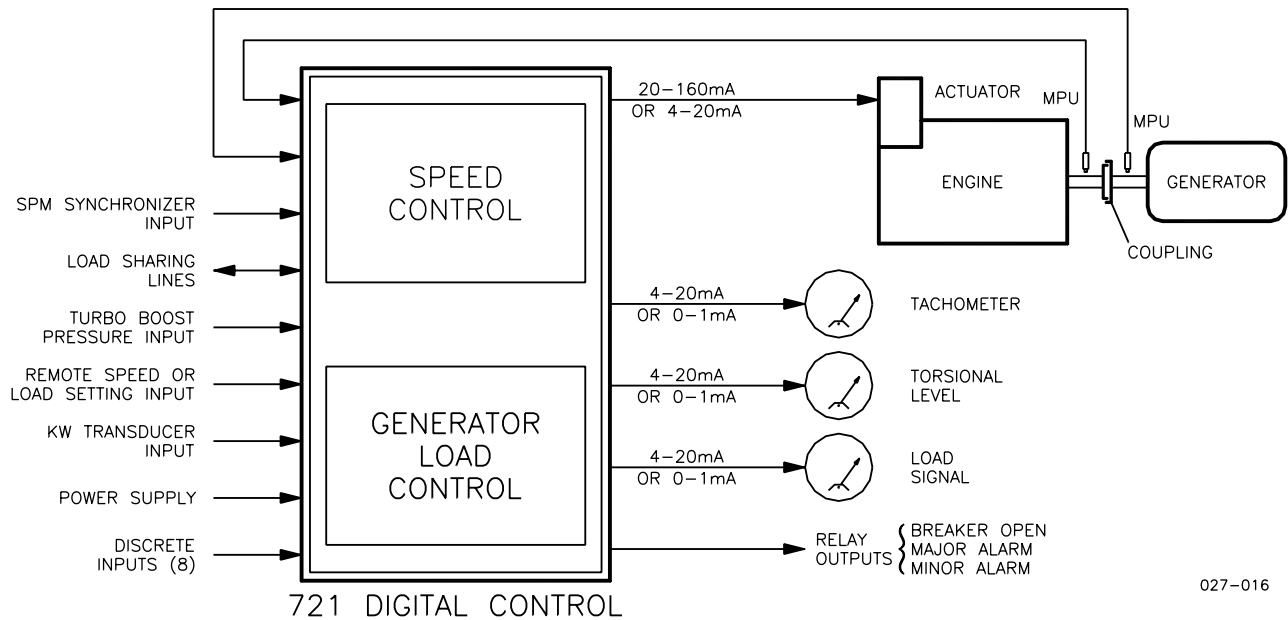 20-160mA
OR 4-20mA
ACTUATOR
MPU
MPU
ENGINE
GENERATOR
COUPLING
SPEED
CONTROL
SPM SYNCHRONIZER
INPUT
LOAD SHARING
LINES
TURBO BOOST
PRESSURE INPUT
REMOTE SPEED OR
LOAD SETTING INPUT
KW TRANSDUCER
INPUT
POWER SUPPLY
DISCRETE
INPUTS (8)
GENERATOR
LOAD
CONTROL
4-20mA
OR 0-1mA
TACHOMETER
4-20mA
OR 0-1mA
TORSIONAL
LEVEL
4-20mA
OR 0-1mA
LOAD
SIGNAL
RELAY
OUTPUTS
BREAKER OPEN
MAJOR ALARM
MINOR ALARM
721 DIGITAL CONTROL
027-016